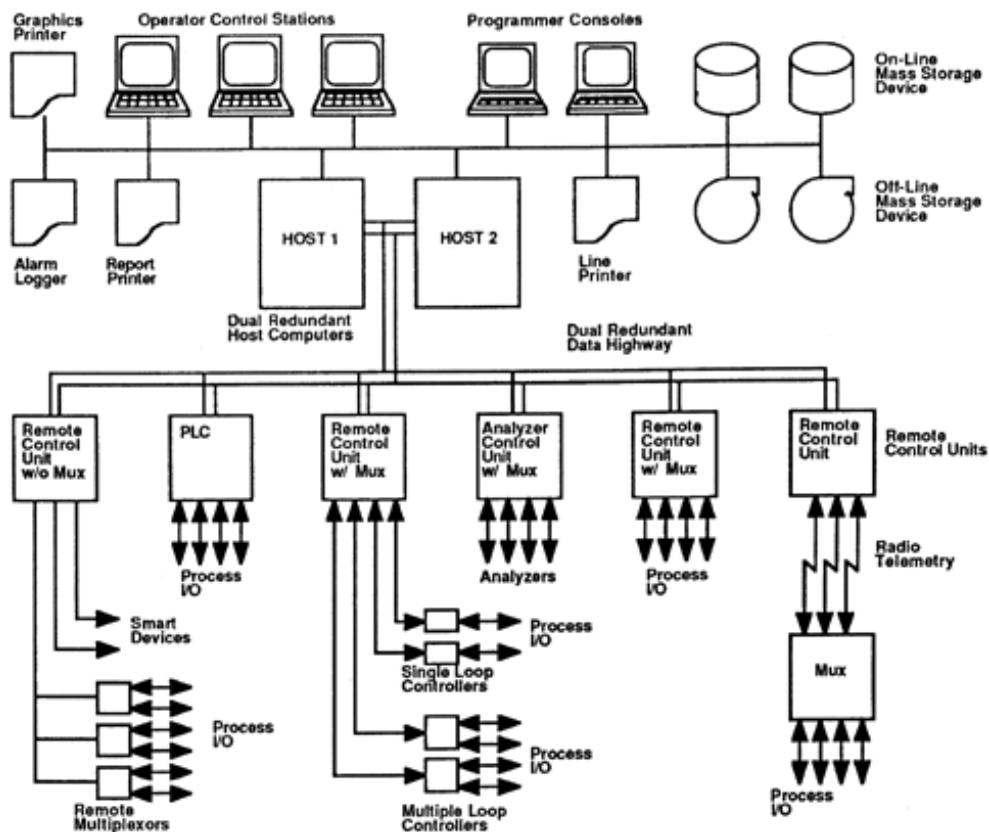 Graphics
Printer
Operator Control Stations
Programmer Consoles
On-Line
Mass Storage
Device
Off-Line
Mass Storage
Device
HOST 1
HOST 2
Alarm
Logger
Report
Printer
Line
Printer
Dual Redundant
Host Computers
Dual Redundant
Data Highway
Remote
Control
Unit
w/o Mux
PLC
Remote
Control
Unit
w/ Mux
Analyzer
Control
Unit
w/ Mux
Remote
Control
Unit
w/ Mux
Remote
Control
Unit
Remote
Control Units
Process
I/O
Analyzers
Process
I/O
Radio
Telemetry
Smart
Devices
Process
I/O
Single Loop
Controllers
Mux
Process
I/O
Process
I/O
Remote
Multiplexors
Multiple Loop
Controllers
Process
I/O